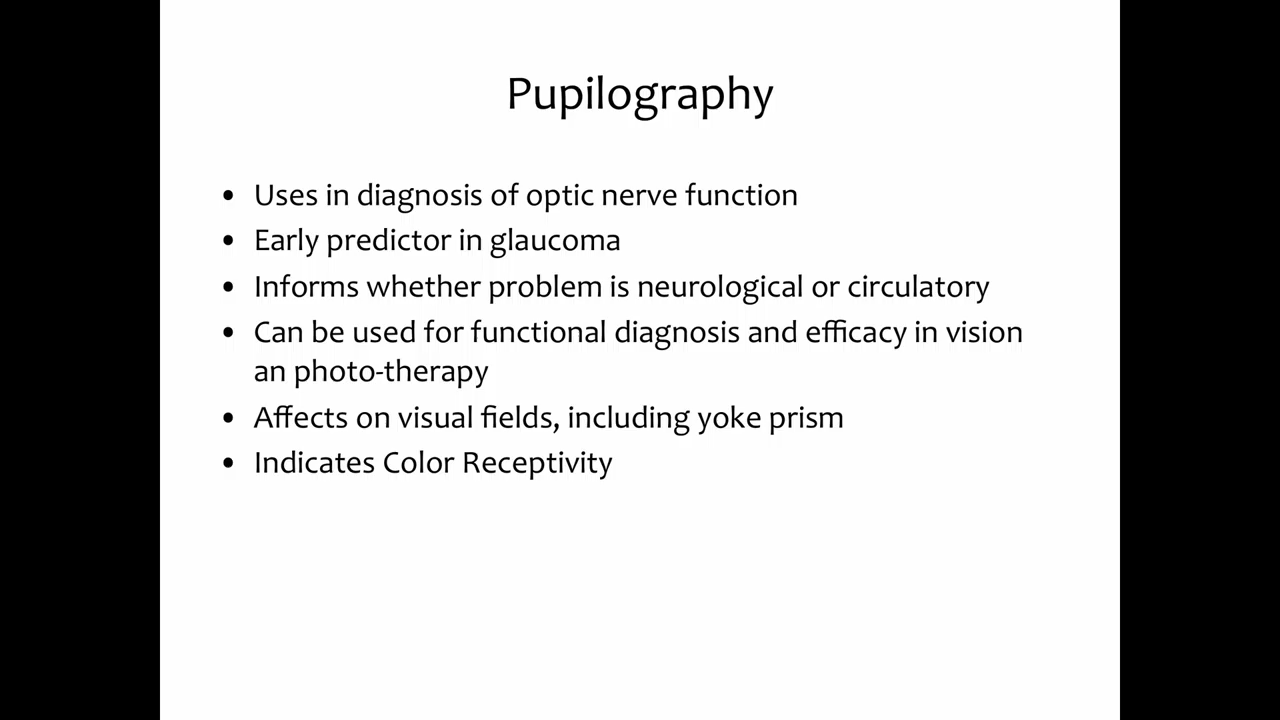 Pupilography
• Uses in diagnosis of optic nerve function
• Early predictor in glaucoma
• Informs whether problem is neurological or circulatory
• Can be used for functional diagnosis and efficacy in vision
an photo-therapy
• Affects on visual fields, including yoke prism
• Indicates Color Receptivity